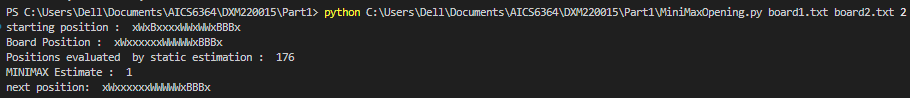 PS C:\Users\Dell\Documents\AICS6364\DXM220015\Part1> python C:\Users\Dell\Documents\AICS6364\DXM220015\Part1\MiniMaxOpening.py board1.txt board2.txt 2
starting position :  xWxBxxxxWWxWWxBBBx
Board Position :  xWxxxxxxWWWWWxBBBx
Positions evaluated  by static estimation :  176
MINIMAX Estimate :  1
next position:  xWxxxxxxWWWWWxBBBx